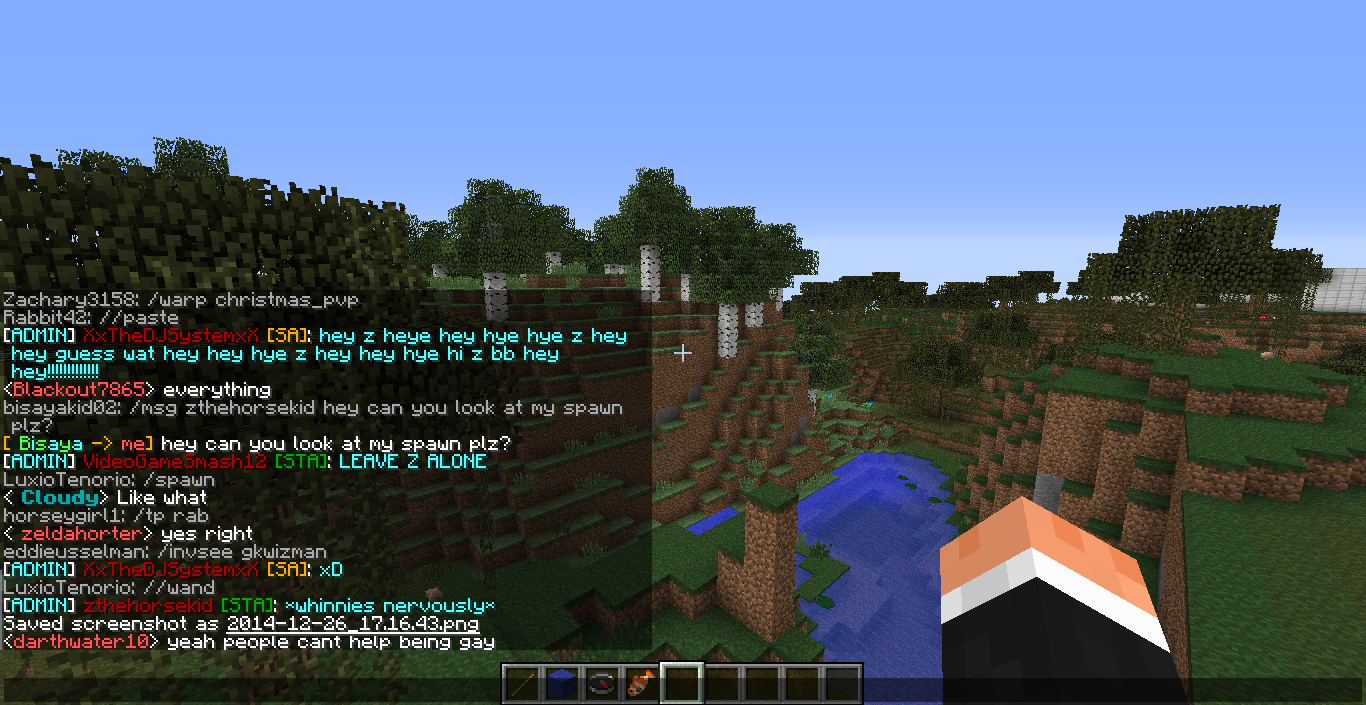 Zachary3158: /warp christmas_pvp
Rabbit42: //paste
[ADMIN] XxTheDJSystemxX [SA]: hey z heye hey hye hye z hey
hey guess wat hey hey hye z hey hey hye hi z bb hey
hey!!!!!!!!!!!!!
<Blackout7865> everything
bisayakid02: /msg zthehorsekid hey can you look at my spawn
plz?
[ Bisaya -> me] hey can you look at my spawn plz?
[ADMIN] VideoGameSmash12 [STA]: LEAVE Z ALONE
LuxioTenorio: /spawn
< Cloudy> Like what
horseygirl1: /tp rab
< zeldahorter> yes right
eddieusselman: /invsee gkwizman
[ADMIN] XxTheDJSystemxX [SA]: xD
LuxioTenorio: //wand
[ADMIN] zthehorsekid [STA]: *whinnies nervously*
Saved screenshot as 2014-12-26_17.16.43.png
<darthwater10> yeah people cant help being gay